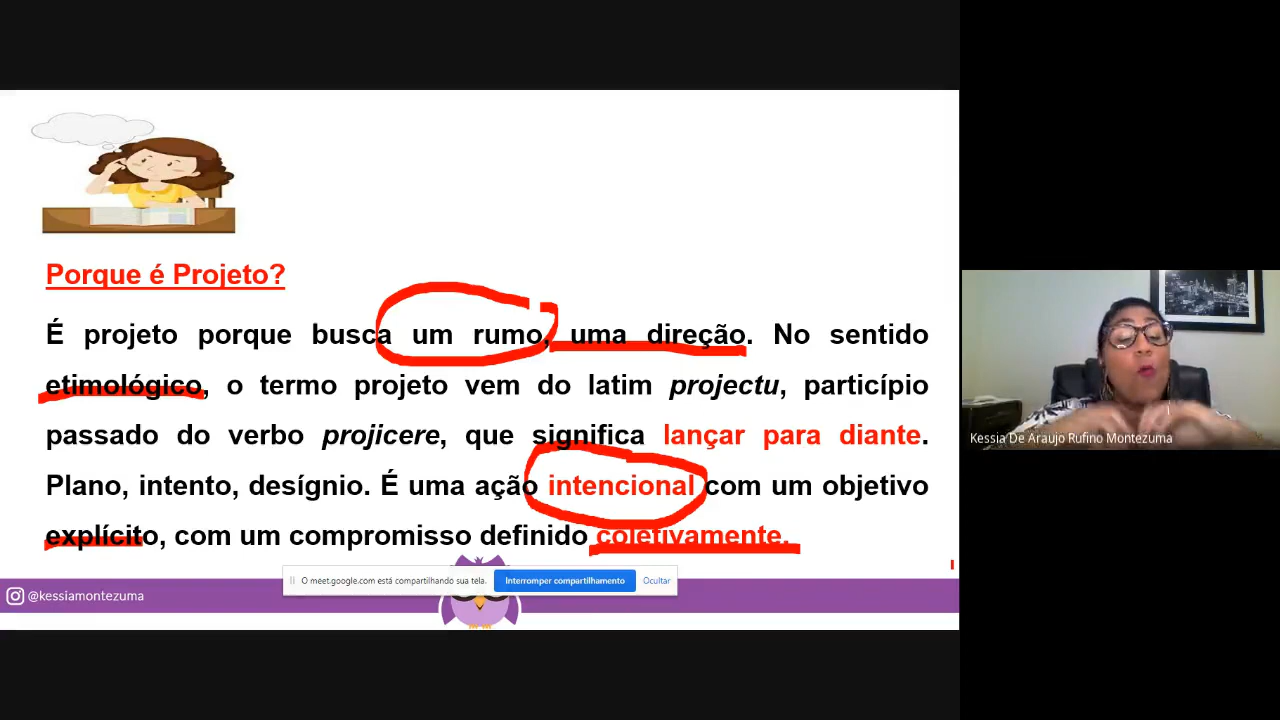 Porque é Projeto?
É projeto porque busca um rumo, uma direção. No sentido
etimológico, o termo projeto vem do latim projectu, particípio
passado do verbo projicere, que significa lançar para diante.
Plano, intento, desígnio. É uma ação intencional com um objetivo
explícito, com um compromisso definido coletivamente.
Kessia De Araujo Rufino Montezuma
O meet.google.com está compartilhando sua tela.
Interromper compartilhamento
Ocultar
@kessiamontezuma